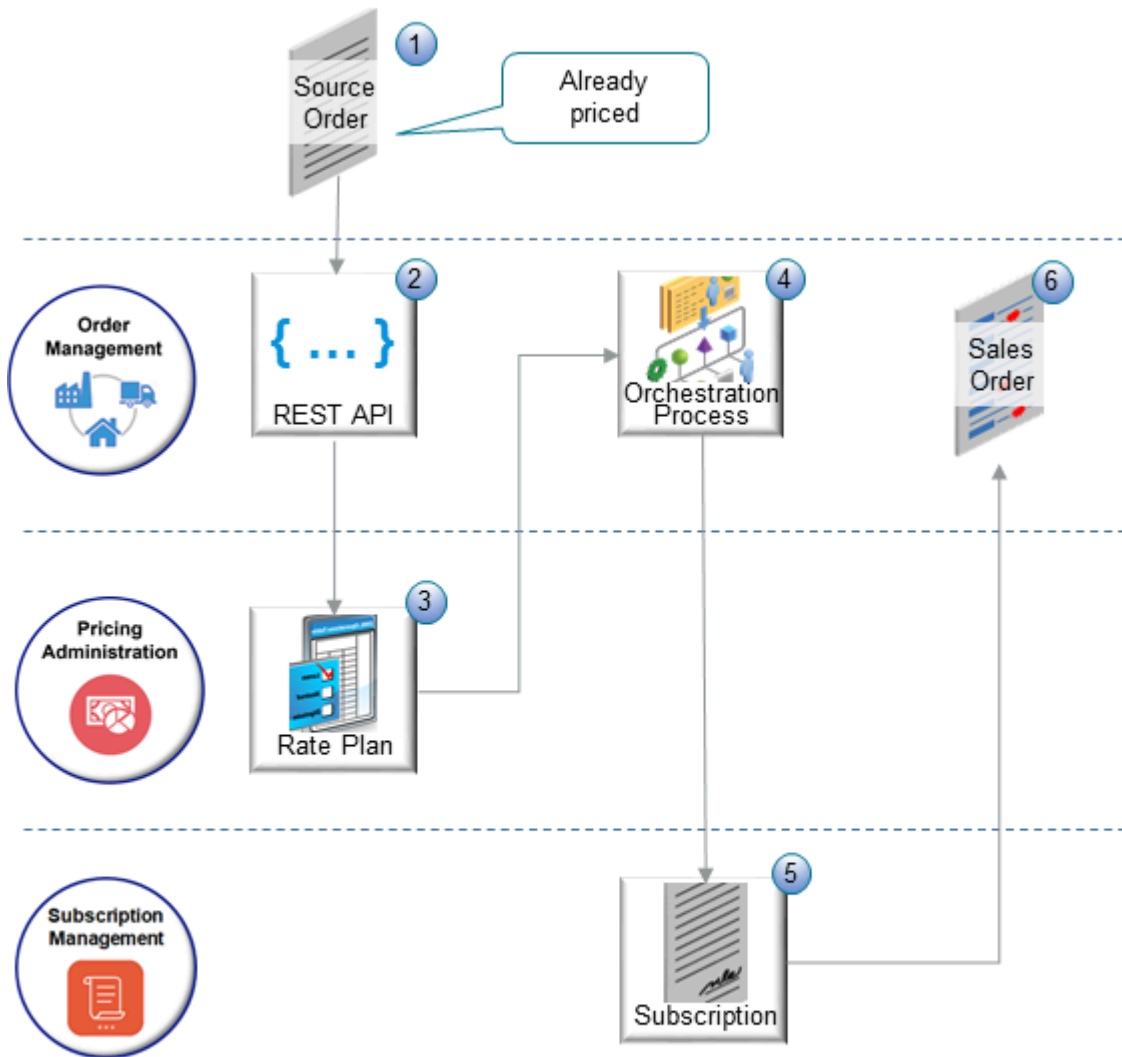 1
Source
Order
Already
priced
Order
Management
2
{ ... }
REST API
4
Orchestration
Process
6
Sales
Order
Pricing
Administration
3
Rate Plan
Subscription
Management
5
Subscription